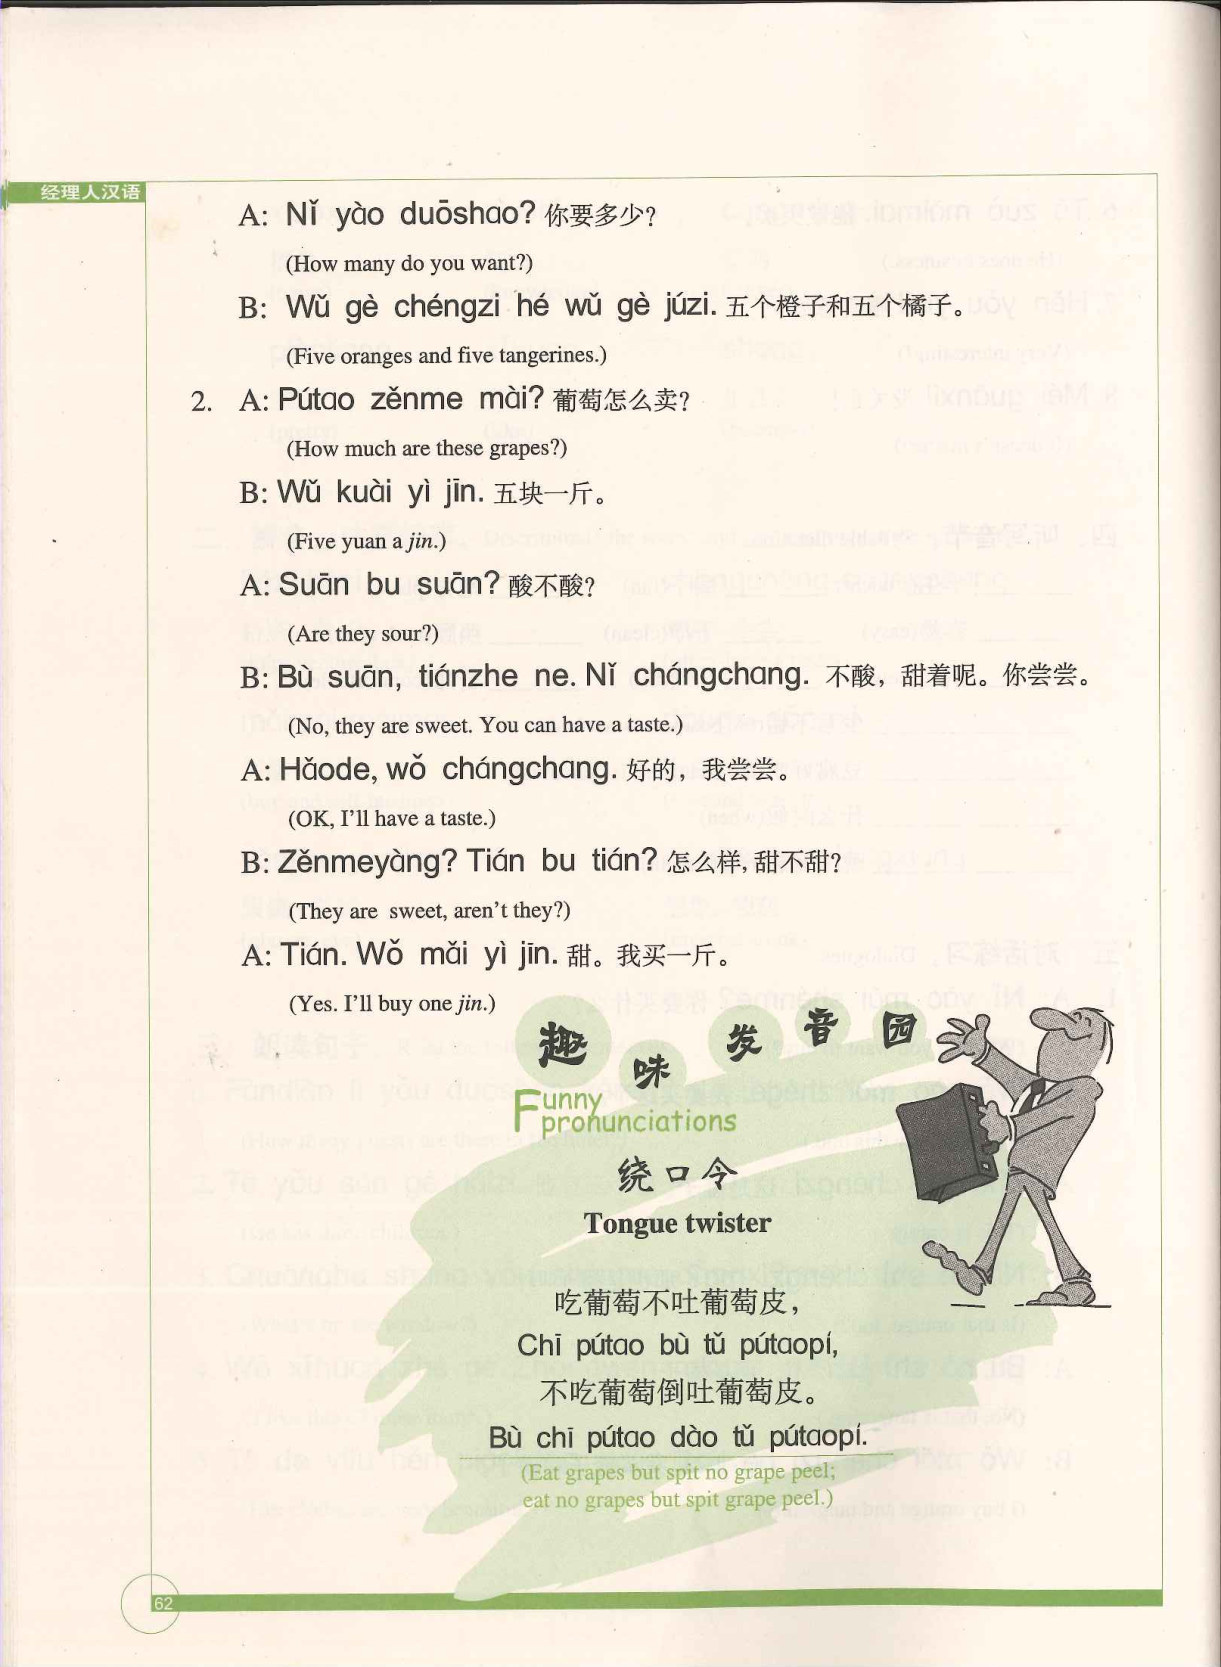 经理人汉语
A: Nǐ yào duōshao? 你要多少?
(How many do you want?)
B: Wǔ gè chéngzi hé wǔ gè júzi. 五个橙子和五个橘子。
(Five oranges and five tangerines.)
2. A: Pútao zěnme mài? 葡萄怎么卖?
(How much are these grapes?)
B: Wǔ kuài yì jīn. 五块一斤。
(Five yuan a jin.)
A: Suān bu suān? 酸不酸?
(Are they sour?)
B: Bù suān, tiánzhe ne. Nǐ chángchang. 不酸，甜着呢。你尝尝。
(No, they are sweet. You can have a taste.)
A: Hǎode, wǒ chángchang. 好的，我尝尝。
(OK, I'll have a taste.)
B: Zěnmeyàng? Tián bu tián? 怎么样, 甜不甜?
(They are sweet, aren't they?)
A: Tián. Wǒ mǎi yì jīn. 甜。我买一斤。
(Yes. I'll buy one jin.)
趣味发音园
Funny
pronunciations
绕口令
Tongue twister
吃葡萄不吐葡萄皮，
Chī pútao bù tǔ pútaopí,
不吃葡萄倒吐葡萄皮。
Bù chī pútao dào tǔ pútaopí.
(Eat grapes but spit no grape peel;
eat no grapes but spit grape peel.)
62